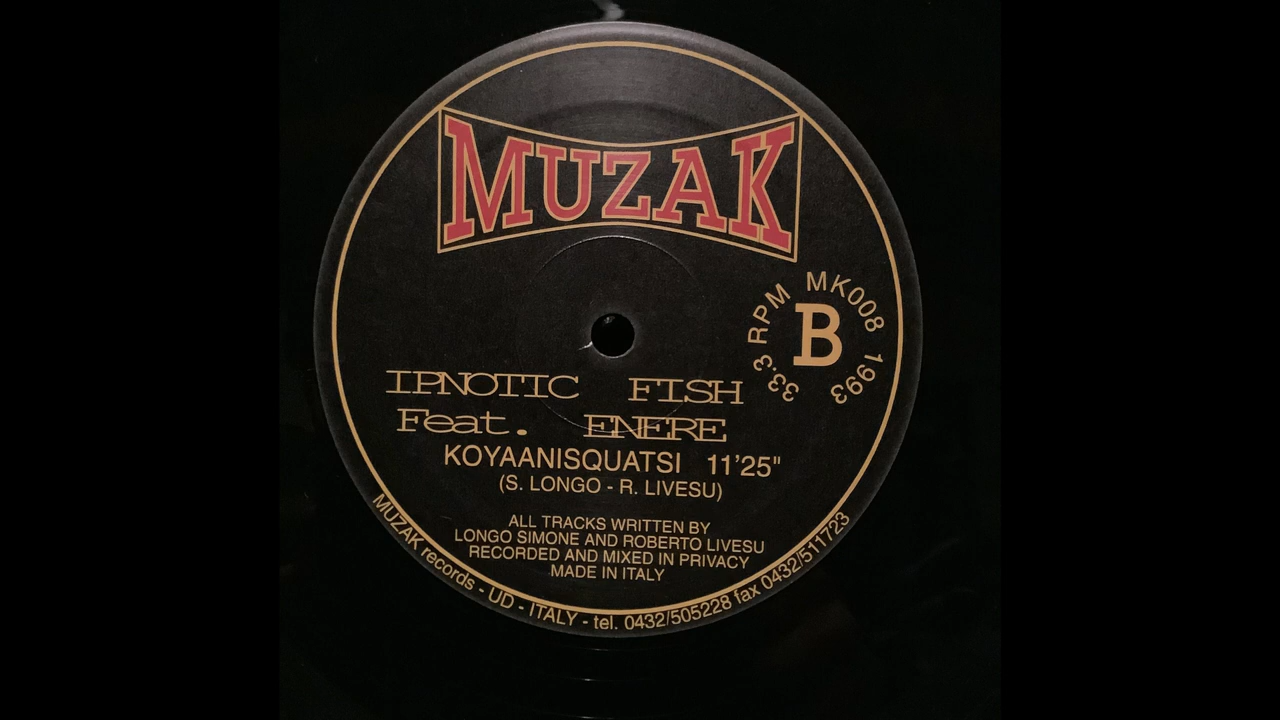 MUZAK
33.3 RPM MK008 1993
B
IPNOTIC FISH
Feat. ENERE
KOYAANISQUATSI 11'25"
(S. LONGO - R. LIVESU)
ALL TRACKS WRITTEN BY
LONGO SIMONE AND ROBERTO LIVESU
RECORDED AND MIXED IN PRIVACY
MADE IN ITALY
MUZAK records - UD - ITALY - tel. 0432/505228 fax 0432/511723